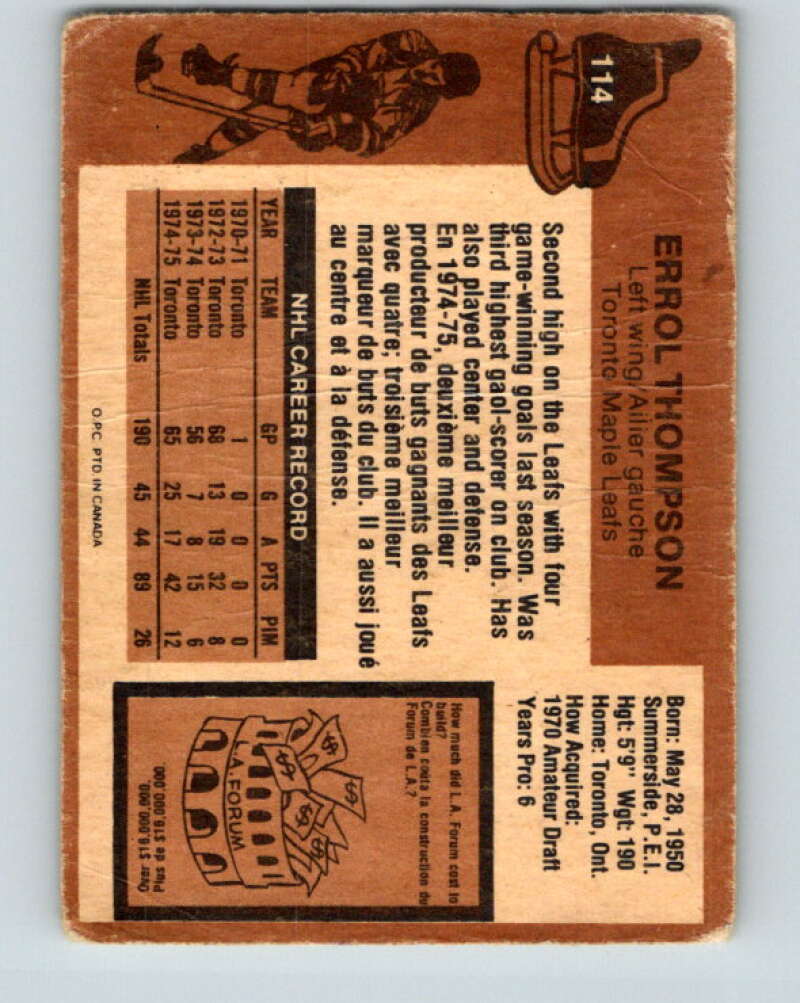 114
ERROL THOMPSON
Left wing/Ailier gauche
Toronto Maple Leafs
Born: May 28, 1950
Summerside, P.E.I.
Hgt: 5'9" Wgt: 190
Home: Toronto, Ont.
How Acquired:
1970 Amateur Draft
Years Pro: 6
Second high on the Leafs with four
game-winning goals last season. Was
third highest gaol-scorer on club. Has
also played center and defense.
En 1974-75, deuxième meilleur
producteur de buts gagnants des Leafs
avec quatre; troisième meilleur
marqueur de buts du club. Il a aussi joué
au centre et à la défense.
NHL CAREER RECORD
YEAR TEAM GP G A PTS PIM
1970-71 Toronto 1 0 0 0 0
1972-73 Toronto 68 13 19 32 8
1973-74 Toronto 56 7 8 15 6
1974-75 Toronto 65 25 17 42 12
NHL Totals 190 45 44 89 26
O.P.C. PTD. IN CANADA
How much did L.A. Forum cost to
build?
Combien coûta la construction du
Forum de L.A.?
$ $ $ $
L.A. FORUM
Over $16,000,000.
Plus de $16,000,000.